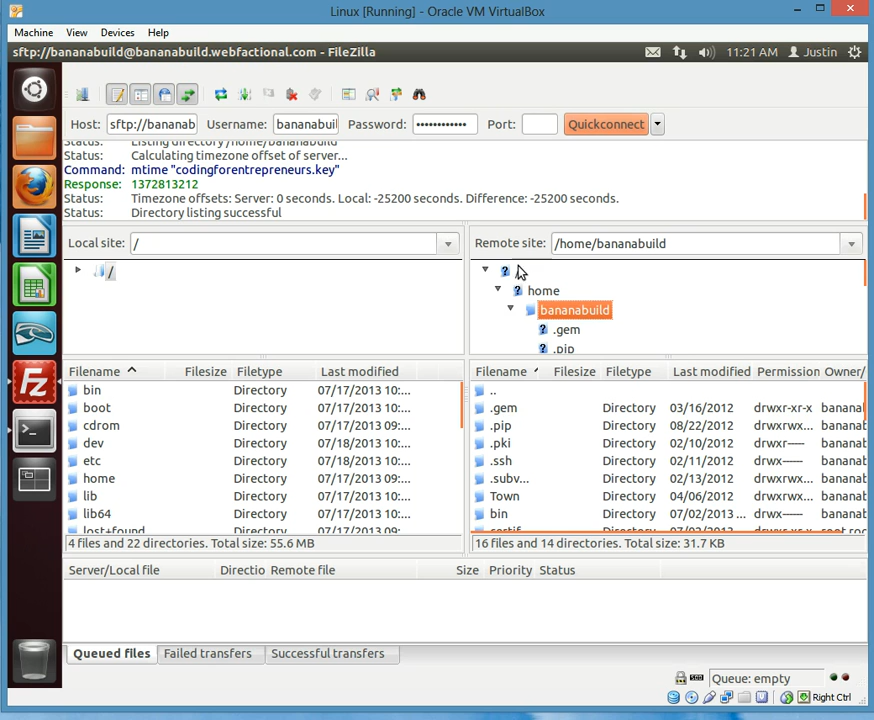 Linux [Running] - Oracle VM VirtualBox
Machine View Devices Help
sftp://bananabuild@bananabuild.webfactional.com - FileZilla 11:21 AM Justin
Host: sftp://bananab Username: bananabuil Password: ************ Port: Quickconnect
Status: Listing directory /home/bananabuild
Status: Calculating timezone offset of server...
Command: mtime "codingforentrepreneurs.key"
Response: 1372813212
Status: Timezone offsets: Server: 0 seconds. Local: -25200 seconds. Difference: -25200 seconds.
Status: Directory listing successful
Local site: / Remote site: /home/bananabuild
/ /
home
bananabuild
.gem
.pip
Filename Filesize Filetype Last modified Filename Filesize Filetype Last modified Permission Owner/
bin Directory 07/17/2013 10:... ..
boot Directory 07/17/2013 10:... .gem Directory 03/16/2012 drwxr-xr-x bananab
cdrom Directory 07/17/2013 09:... .pip Directory 08/22/2012 drwxrwx... bananab
dev Directory 07/18/2013 10:... .pki Directory 02/10/2012 drwxr----- bananab
etc Directory 07/18/2013 10:... .ssh Directory 02/11/2012 drwx------ bananab
home Directory 07/17/2013 09:... .subv... Directory 02/13/2012 drwxrwx... bananab
lib Directory 07/17/2013 10:... Town Directory 04/06/2012 drwxrwx... bananab
lib64 Directory 07/17/2013 10:... bin Directory 07/02/2013 ... drwx------ bananab
lost+found Directory 07/17/2013 09:... certif Directory 07/02/2013
4 files and 22 directories. Total size: 55.6 MB 16 files and 14 directories. Total size: 31.7 KB
Server/Local file Directio Remote file Size Priority Status
Queued files Failed transfers Successful transfers
Queue: empty
Right Ctrl